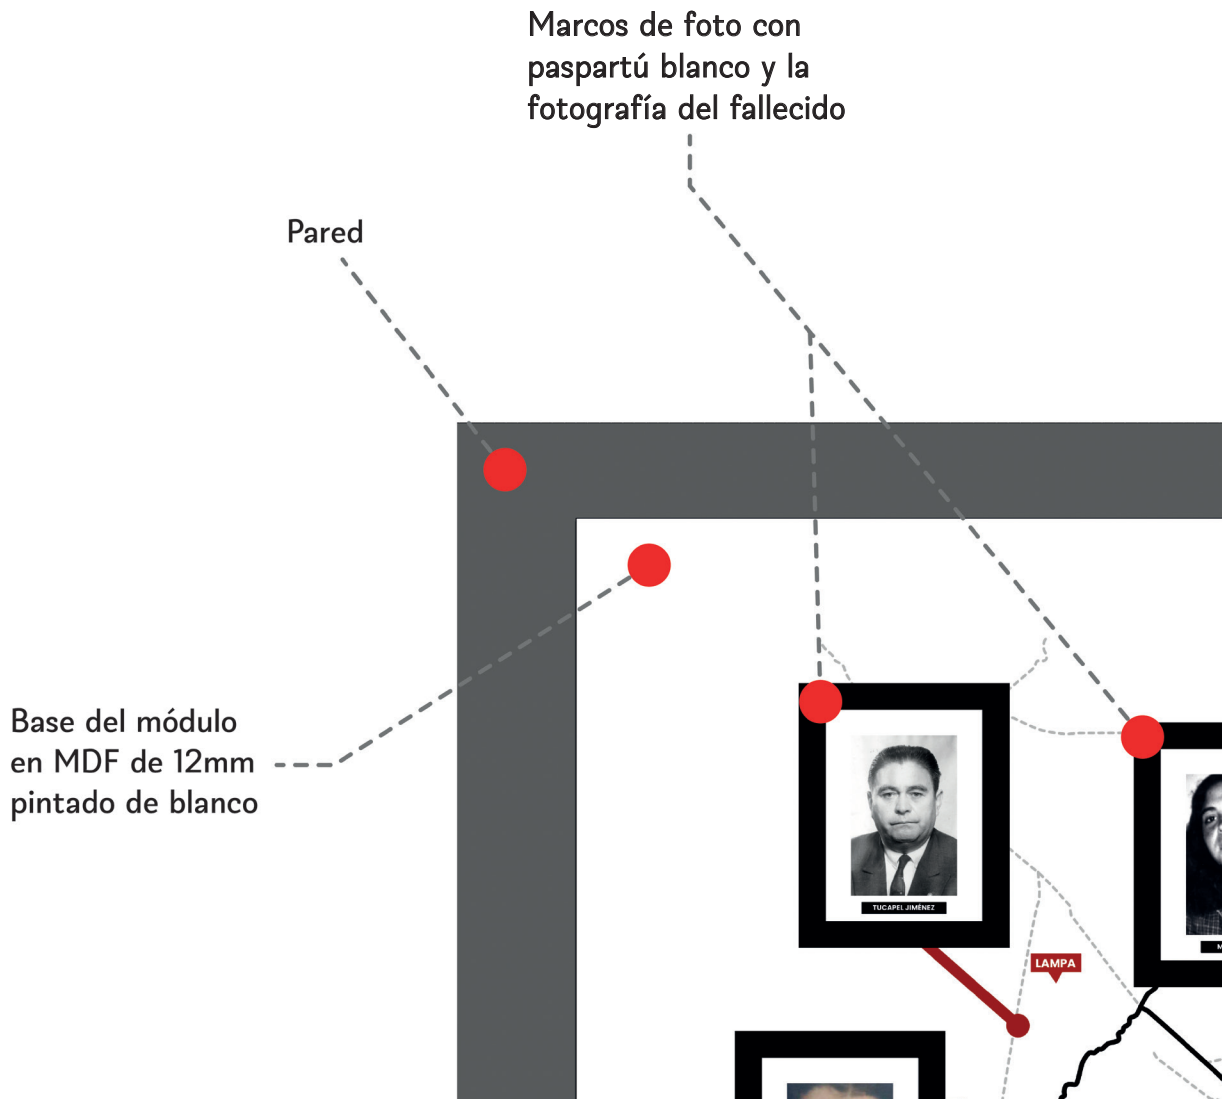 Marcos de foto con
paspartú blanco y la
fotografía del fallecido
Pared
Base del módulo
en MDF de 12mm
pintado de blanco
TUCAPEL JIMÉNEZ
LAMPA